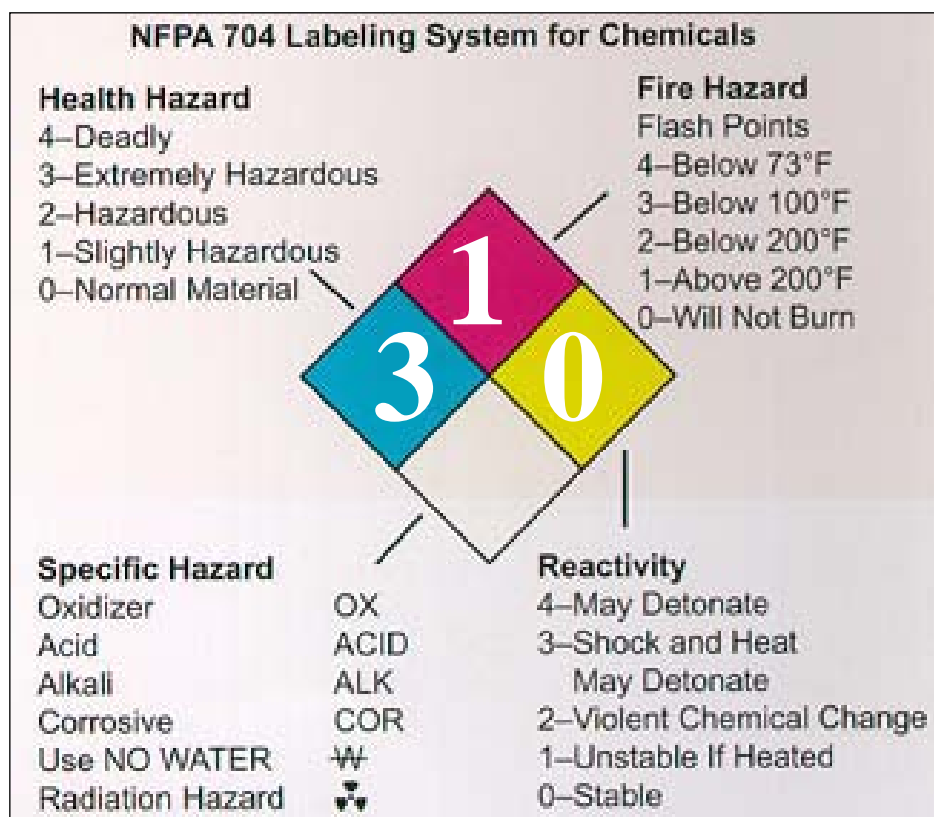 NFPA 704 Labeling System for Chemicals
Health Hazard
4–Deadly
3–Extremely Hazardous
2–Hazardous
1–Slightly Hazardous
0–Normal Material
Fire Hazard
Flash Points
4–Below 73°F
3–Below 100°F
2–Below 200°F
1–Above 200°F
0–Will Not Burn
1
3
0
Specific Hazard
Oxidizer OX
Acid ACID
Alkali ALK
Corrosive COR
Use NO WATER W
Radiation Hazard
Reactivity
4–May Detonate
3–Shock and Heat
May Detonate
2–Violent Chemical Change
1–Unstable If Heated
0–Stable